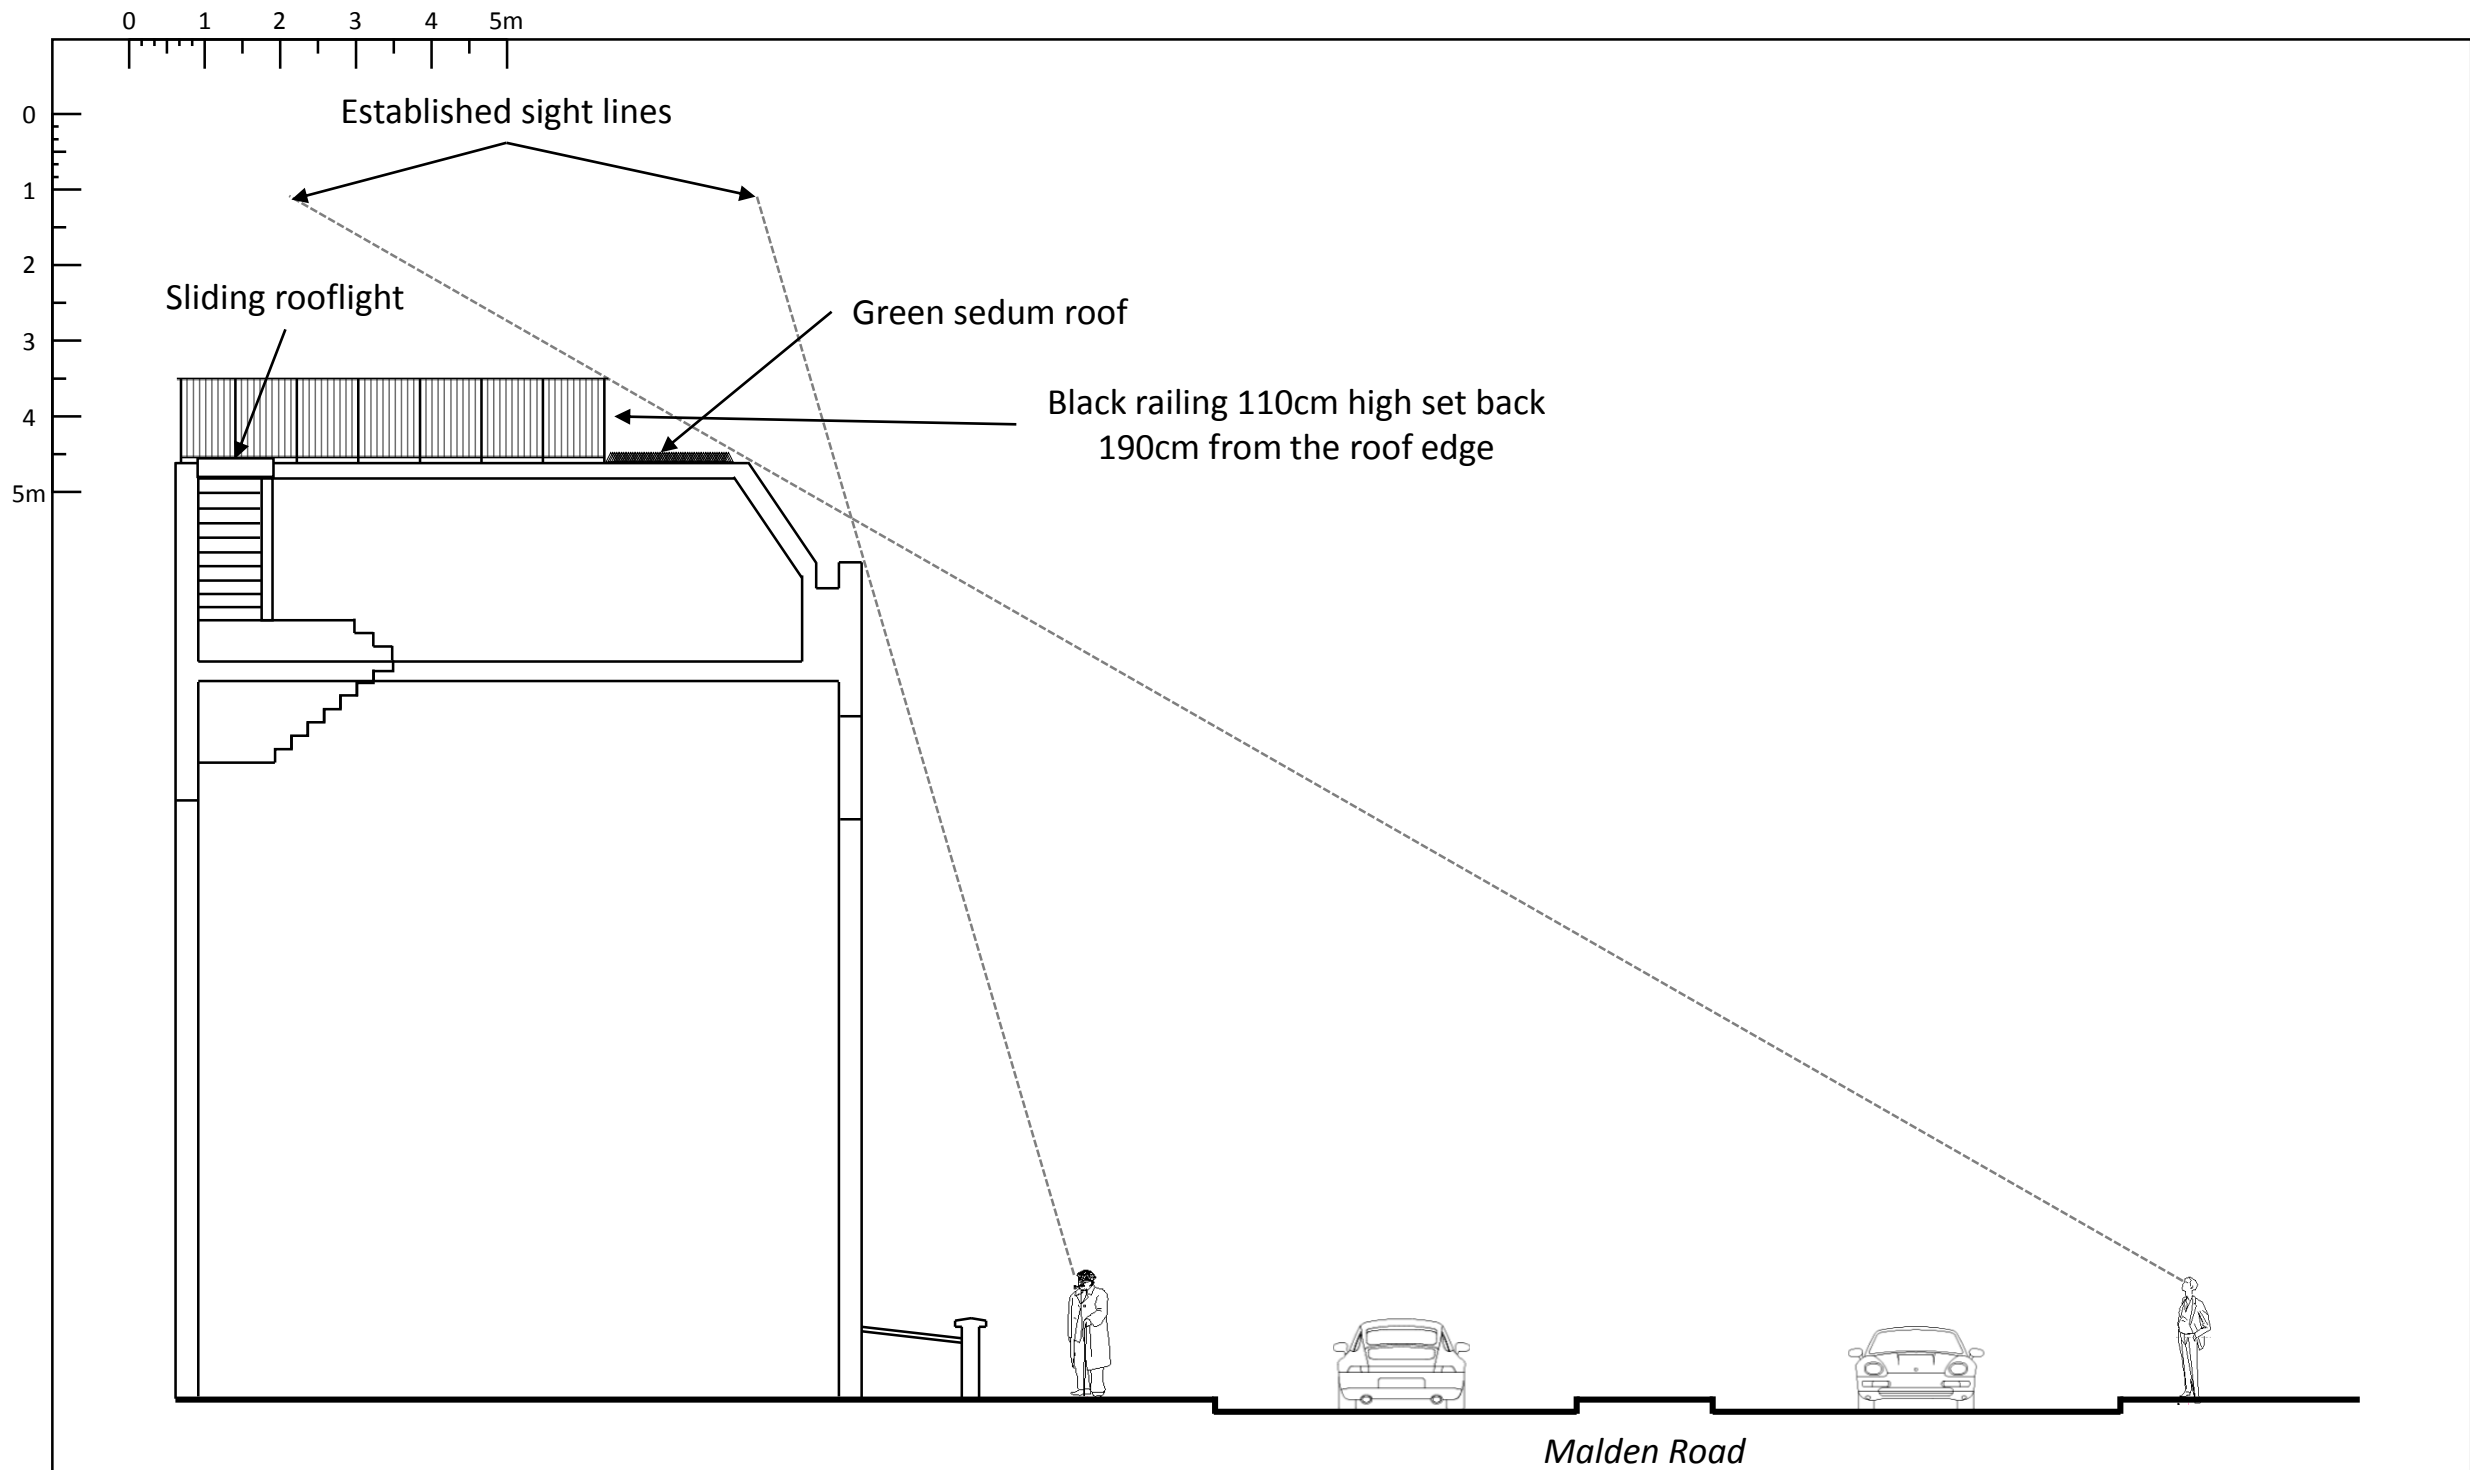 0 1 2 3 4 5m
0
1
2
3
4
5m
Established sight lines
Sliding rooflight
Green sedum roof
Black railing 110cm high set back
190cm from the roof edge
Malden Road